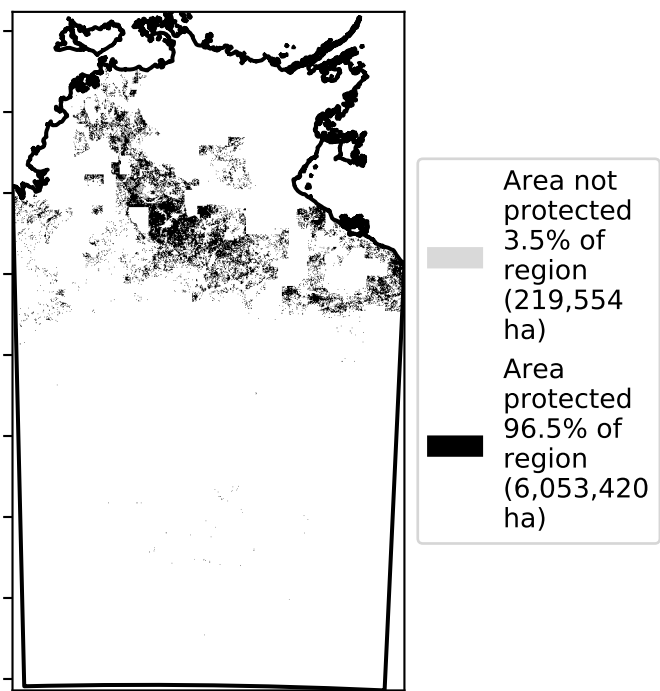 Area not
protected
3.5% of
region
(219,554
ha)
Area
protected
96.5% of
region
(6,053,420
ha)